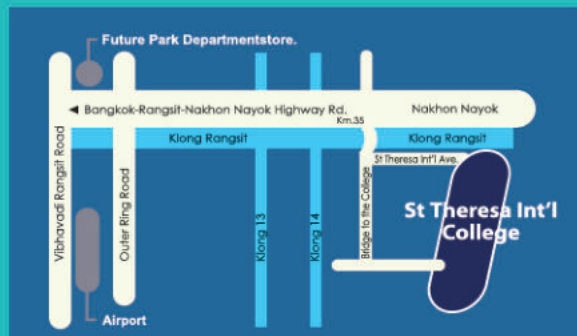 Future Park Departmentstore.
Bangkok-Rangsit-Nakhon Nayok Highway Rd.
Nakhon Nayok
Km.35
Klong Rangsit
Klong Rangsit
St Theresa Int'l Ave.
Vibhavadi Rangsit Road
Outer Ring Road
Klong 13
Klong 14
Bridge to the College
St Theresa Int'l
College
Airport